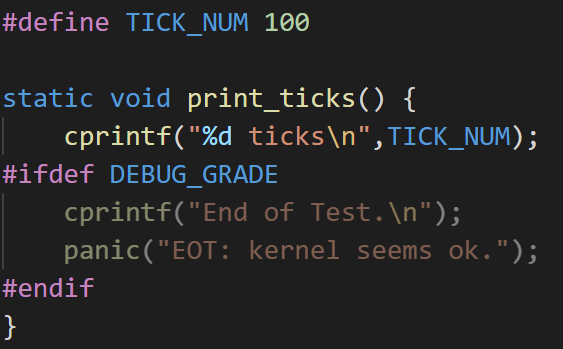 #define TICK_NUM 100
static void print_ticks() {
    cprintf("%d ticks\n",TICK_NUM);
#ifdef DEBUG_GRADE
    cprintf("End of Test.\n");
    panic("EOT: kernel seems ok.");
#endif
}